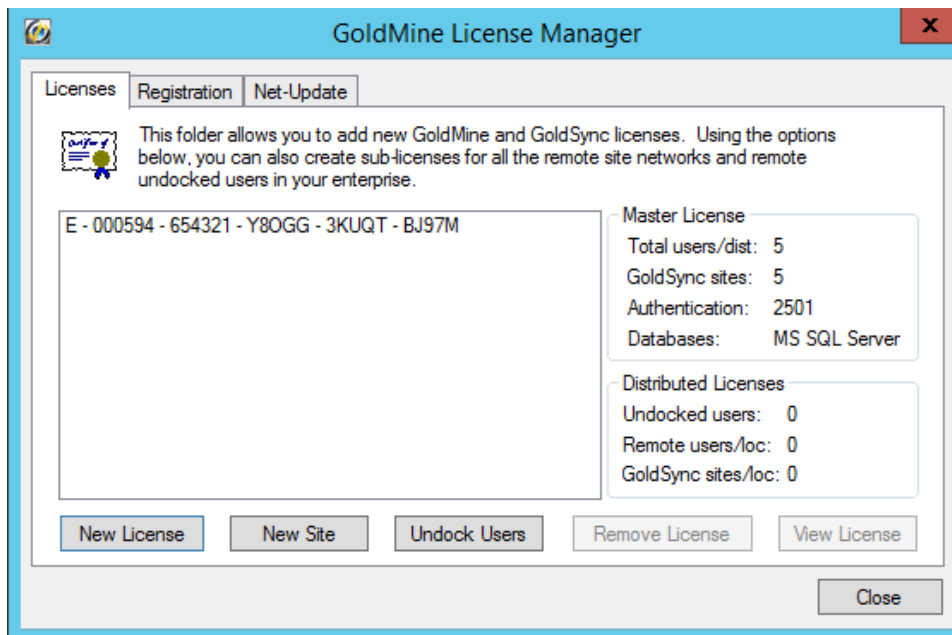 GoldMine License Manager
x
Licenses
Registration
Net-Update
This folder allows you to add new GoldMine and GoldSync licenses. Using the options
below, you can also create sub-licenses for all the remote site networks and remote
undocked users in your enterprise.
E - 000594 - 654321 - Y8OGG - 3KUQT - BJ97M
Master License
Total users/dist: 5
GoldSync sites: 5
Authentication: 2501
Databases: MS SQL Server
Distributed Licenses
Undocked users: 0
Remote users/loc: 0
GoldSync sites/loc: 0
New License
New Site
Undock Users
Remove License
View License
Close